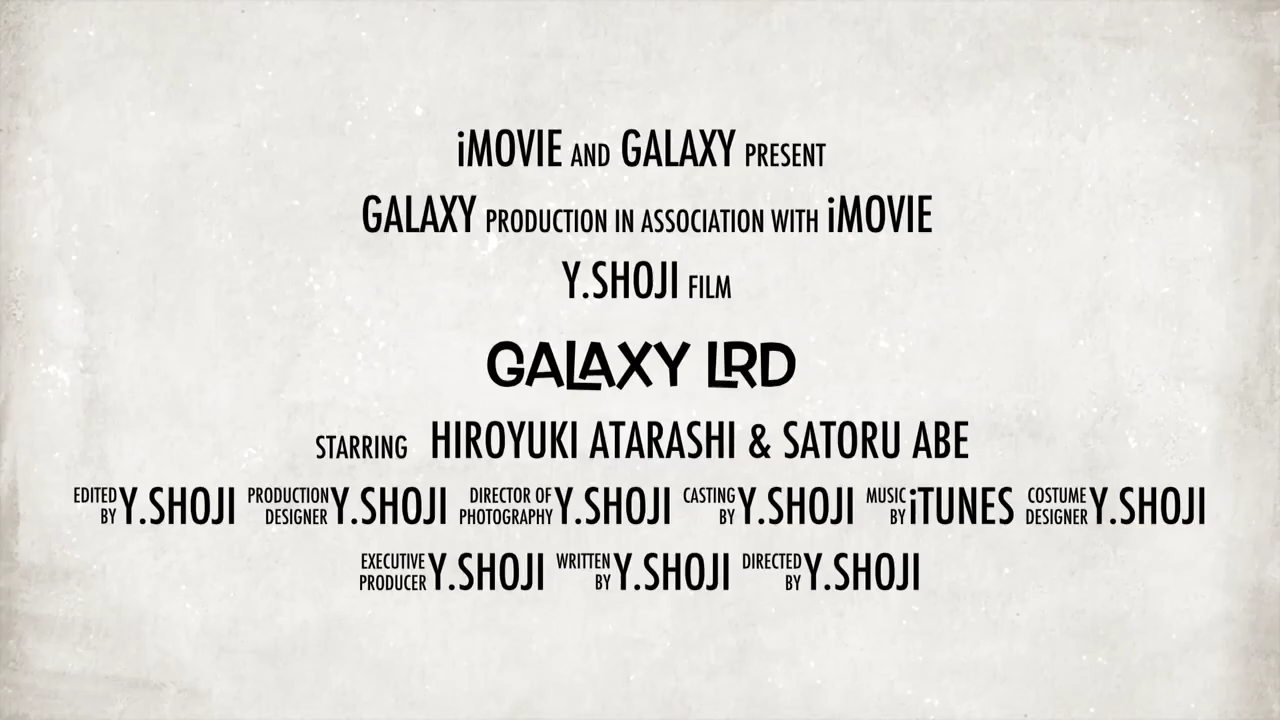 iMOVIE AND GALAXY PRESENT
GALAXY PRODUCTION IN ASSOCIATION WITH iMOVIE
Y.SHOJI FILM
GALAXY LRD
STARRING HIROYUKI ATARASHI & SATORU ABE
EDITED BY Y.SHOJI PRODUCTION DESIGNER Y.SHOJI DIRECTOR OF PHOTOGRAPHY Y.SHOJI CASTING BY Y.SHOJI MUSIC BY iTUNES COSTUME DESIGNER Y.SHOJI
EXECUTIVE PRODUCER Y.SHOJI WRITTEN BY Y.SHOJI DIRECTED BY Y.SHOJI